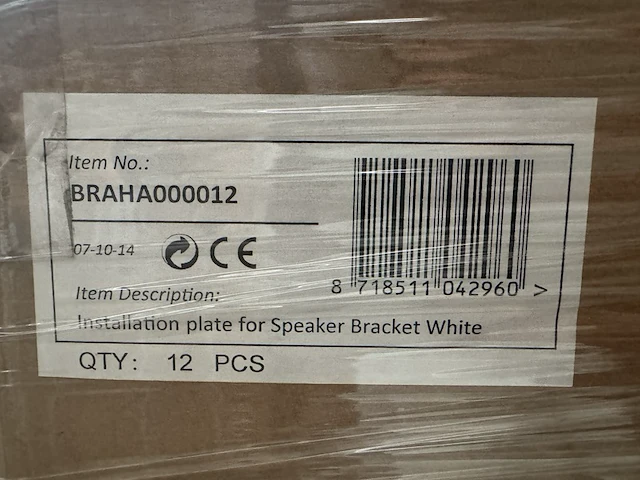 Item No.:
BRAHA000012
07-10-14 CE
8 718511 042960 >
Item Description:
Installation plate for Speaker Bracket White
QTY: 12 PCS